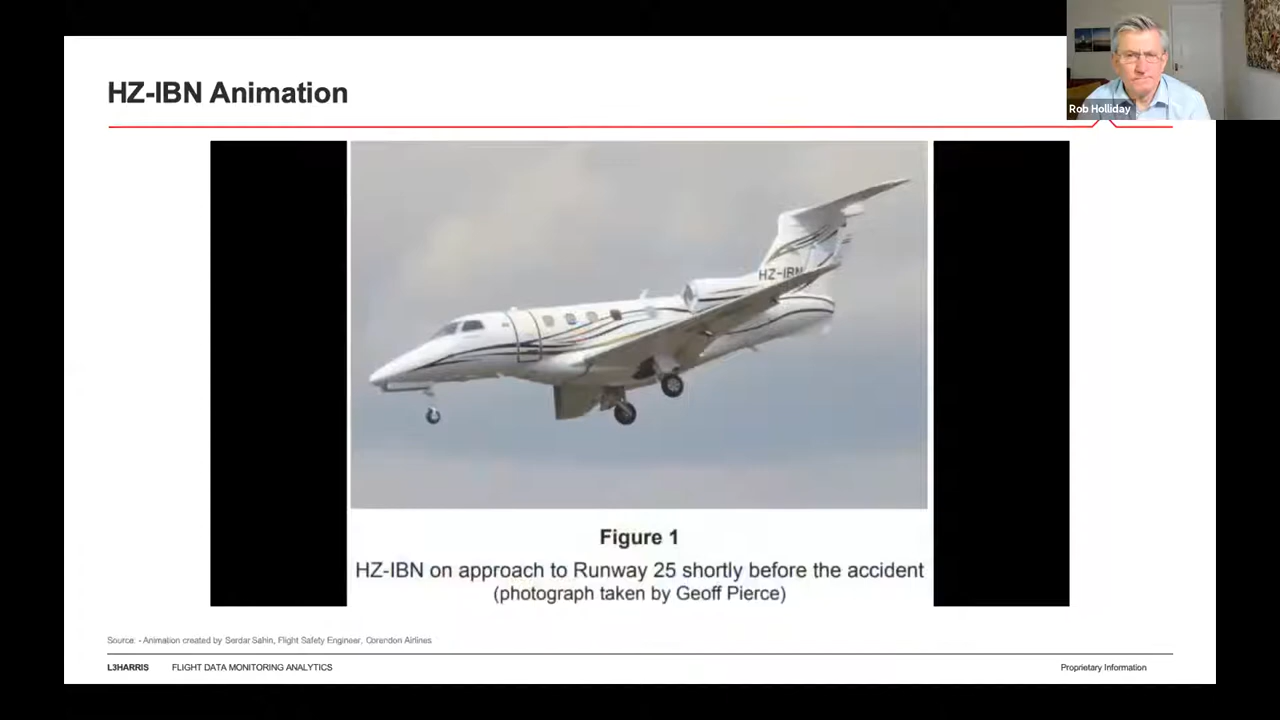 HZ-IBN Animation
Rob Holliday
HZ-IBN
Figure 1
HZ-IBN on approach to Runway 25 shortly before the accident
(photograph taken by Geoff Pierce)
Source: - Animation created by Serdar Sahin, Flight Safety Engineer, Corendon Airlines
L3HARRIS FLIGHT DATA MONITORING ANALYTICS Proprietary Information